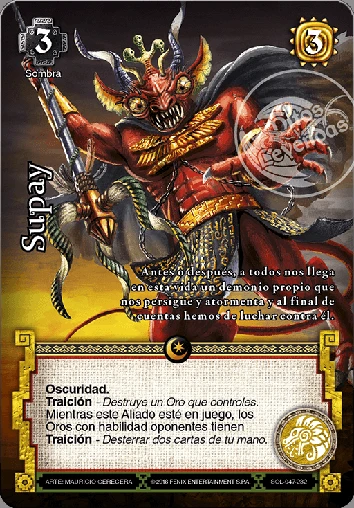 3
3
Sombra
Mitos
Leyendas
Supay
Antes o después, a todos nos llega
en esta vida un demonio propio que
nos persigue y atormenta y al final de
cuentas hemos de luchar contra él.
Oscuridad.
Traición - Destruye un Oro que controles.
Mientras este Aliado esté en juego, los
Oros con habilidad oponentes tienen
Traición - Desterrar dos cartas de tu mano.
ARTE: MAURICIO CERECERA
©2018 FENIX ENTERTAINMENT S.P.A.